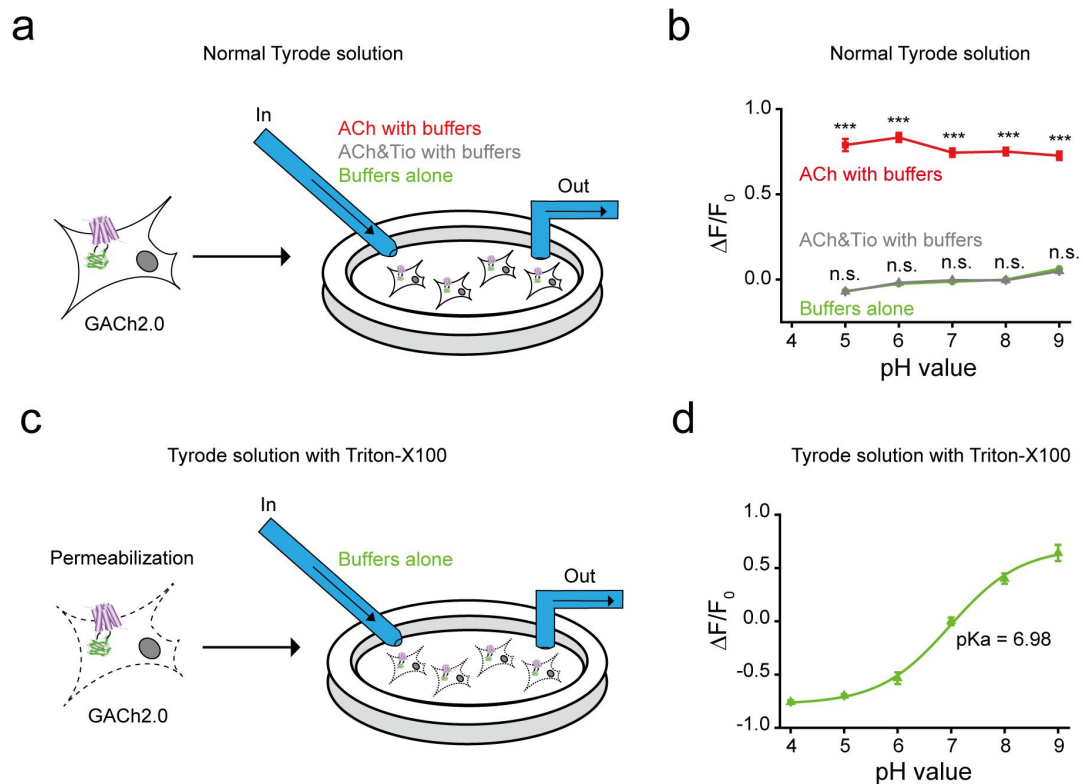 a
Normal Tyrode solution
In
ACh with buffers
ACh&Tio with buffers
Buffers alone
Out
GACh2.0
b
Normal Tyrode solution
1.0
0.5
0.0
ΔF/F0
***
***
***
***
***
ACh with buffers
ACh&Tio with buffers
n.s.
n.s.
n.s.
n.s.
n.s.
Buffers alone
4 5 6 7 8 9
pH value
c
Tyrode solution with Triton-X100
In
Permeabilization
Buffers alone
Out
GACh2.0
d
Tyrode solution with Triton-X100
1.0
0.5
0.0
-0.5
-1.0
ΔF/F0
pKa = 6.98
4 5 6 7 8 9
pH value